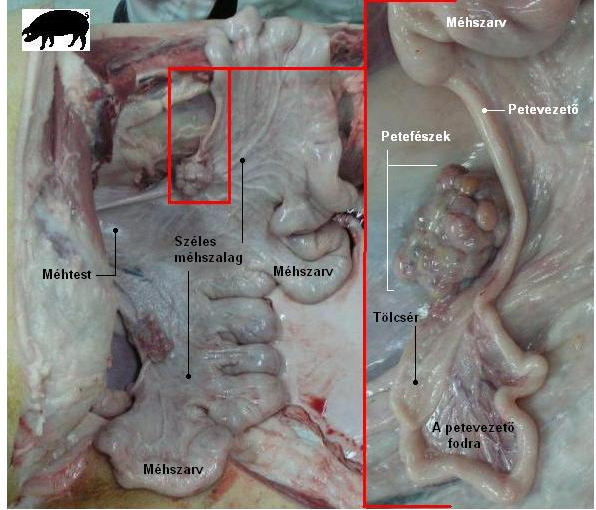 Méhtest
Széles
méhszalag
Méhszarv
Méhszarv
Méhszarv
Petevezető
Petefészek
Tölcsér
A petevezető
fodra